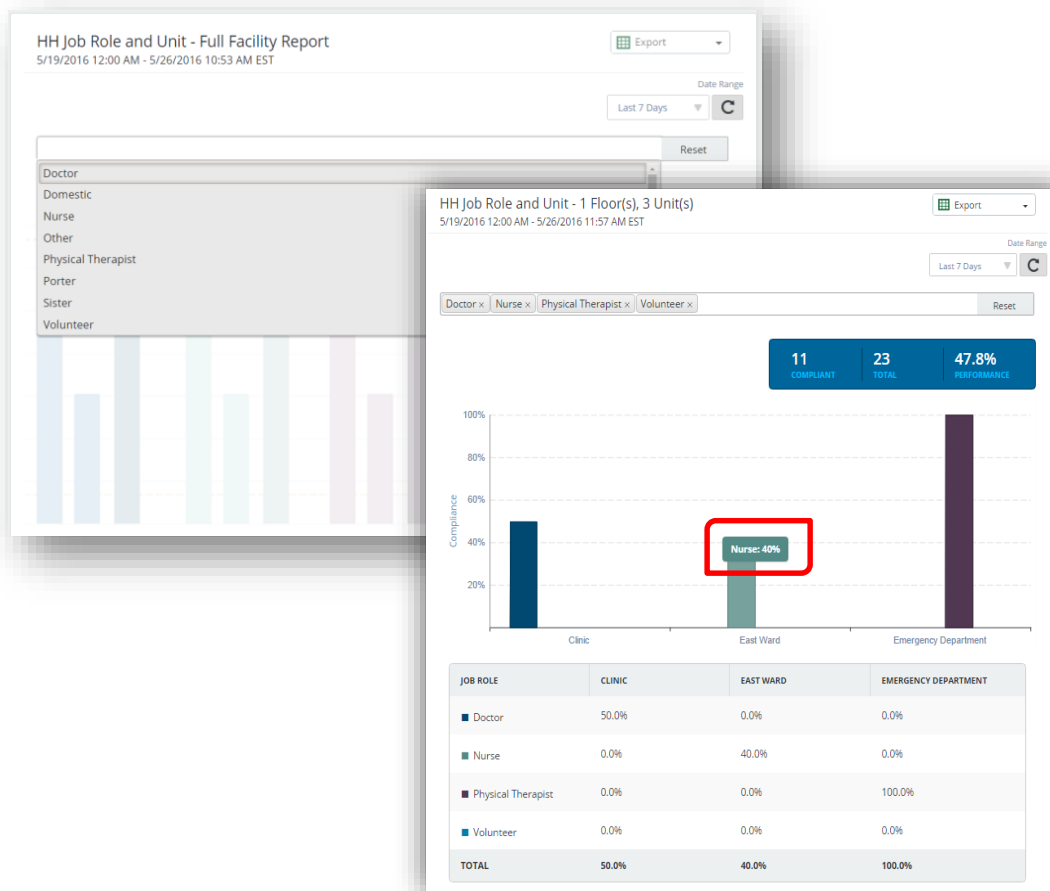 HH Job Role and Unit - Full Facility Report
Export
5/19/2016 12:00 AM - 5/26/2016 10:53 AM EST
Date Range
Last 7 Days
Reset
Doctor
Domestic
Nurse
Other
Physical Therapist
Porter
Sister
Volunteer
HH Job Role and Unit - 1 Floor(s), 3 Unit(s)
Export
5/19/2016 12:00 AM - 5/26/2016 11:57 AM EST
Date Range
Last 7 Days
Doctor x Nurse x Physical Therapist x Volunteer x Reset
11 23 47.8%
COMPLIANT TOTAL PERFORMANCE
Compliance
100%
80%
60%
40%
20%
Nurse: 40%
Clinic East Ward Emergency Department
JOB ROLE CLINIC EAST WARD EMERGENCY DEPARTMENT
Doctor 50.0% 0.0% 0.0%
Nurse 0.0% 40.0% 0.0%
Physical Therapist 0.0% 0.0% 100.0%
Volunteer 0.0% 0.0% 0.0%
TOTAL 50.0% 40.0% 100.0%